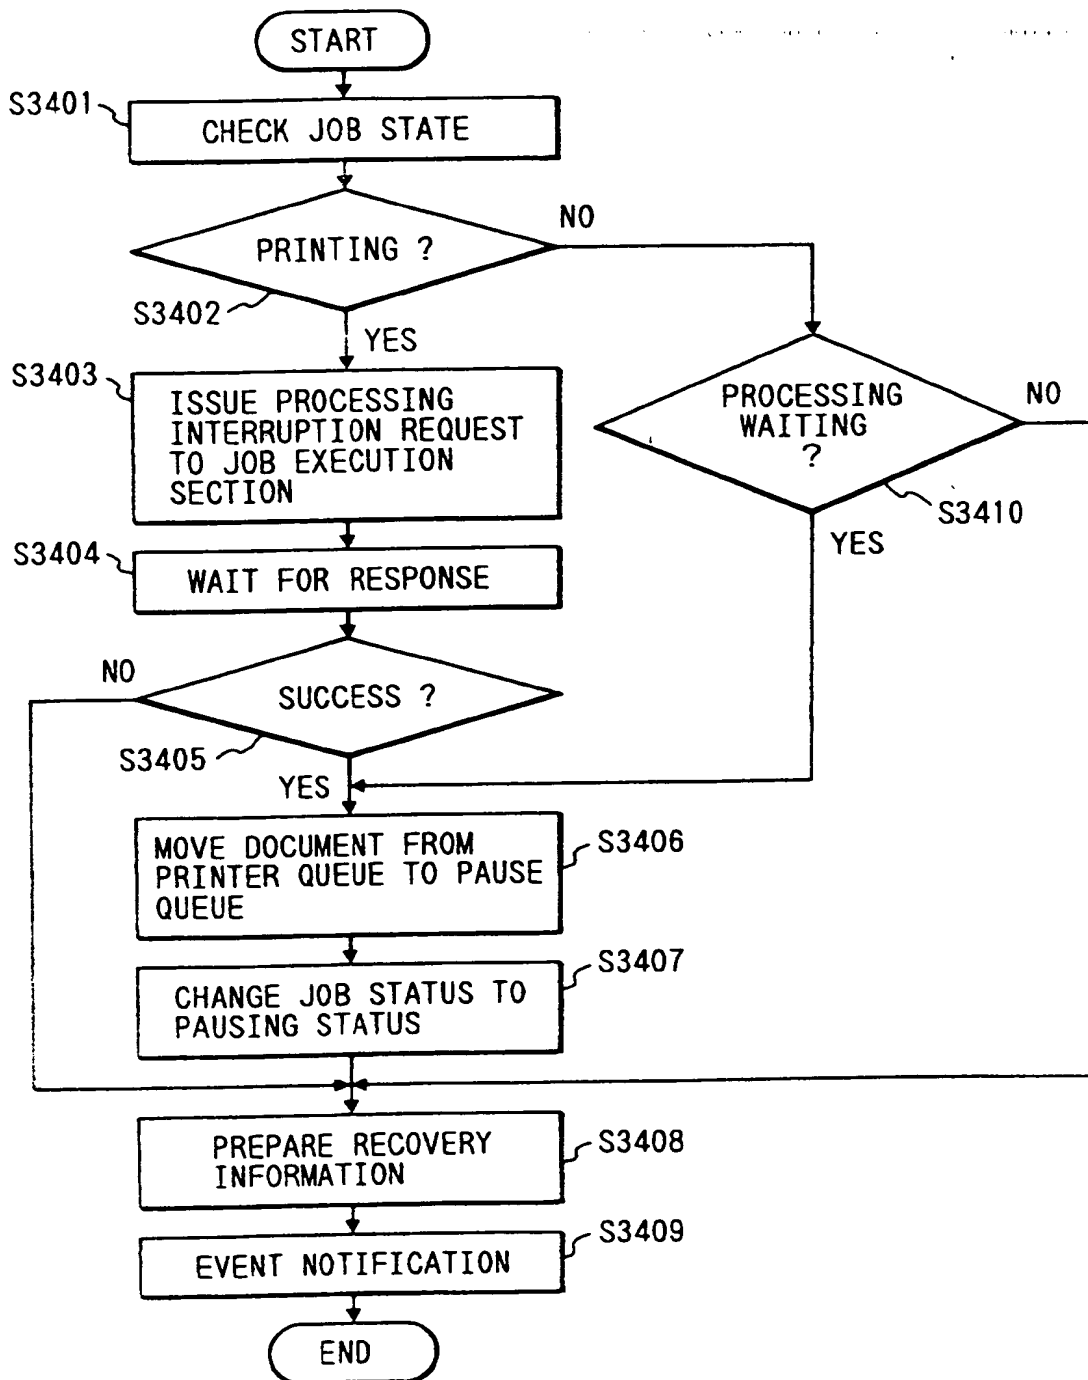 START
S3401
CHECK JOB STATE
PRINTING ?
NO
S3402
YES
S3403
ISSUE PROCESSING
INTERRUPTION REQUEST
TO JOB EXECUTION
SECTION
PROCESSING
WAITING
?
NO
S3410
YES
S3404
WAIT FOR RESPONSE
NO
SUCCESS ?
S3405
YES
MOVE DOCUMENT FROM
PRINTER QUEUE TO PAUSE
QUEUE
S3406
CHANGE JOB STATUS TO
PAUSING STATUS
S3407
PREPARE RECOVERY
INFORMATION
S3408
EVENT NOTIFICATION
S3409
END